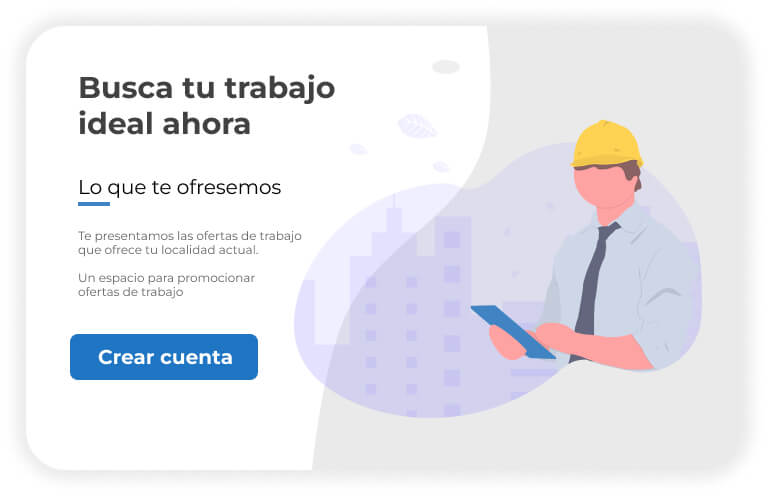 Busca tu trabajo
ideal ahora
Lo que te ofresemos
Te presentamos las ofertas de trabajo
que ofrece tu localidad actual.
Un espacio para promocionar
ofertas de trabajo
Crear cuenta